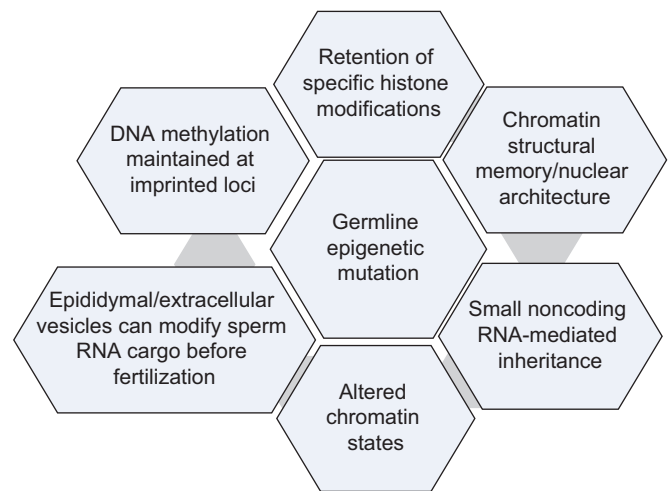 Retention of
specific histone
modifications
DNA methylation
maintained at
imprinted loci
Chromatin
structural
memory/nuclear
architecture
Germline
epigenetic
mutation
Epididymal/extracellular
vesicles can modify sperm
RNA cargo before
fertilization
Small noncoding
RNA-mediated
inheritance
Altered
chromatin
states